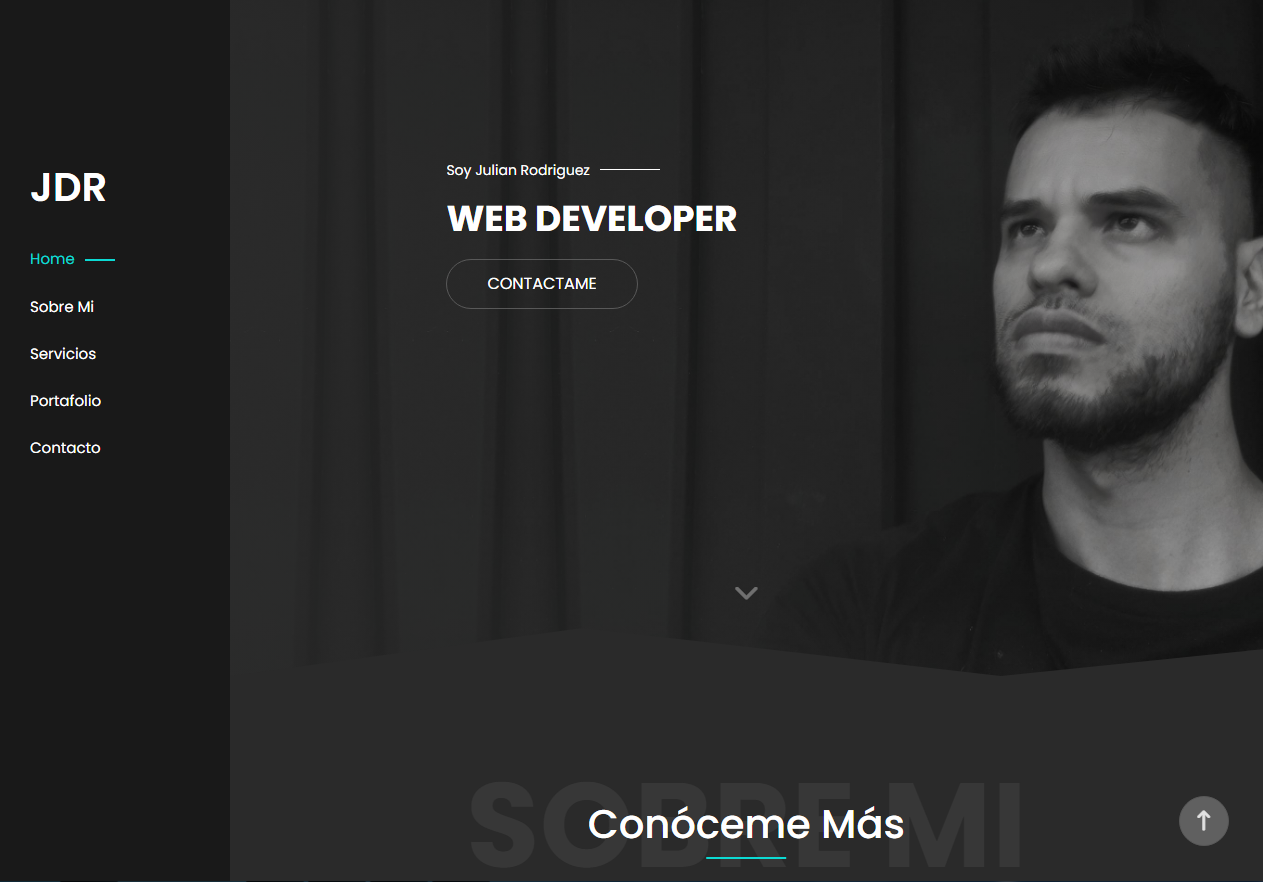 JDR
Home
Sobre Mi
Servicios
Portafolio
Contacto
Soy Julian Rodriguez
WEB DEVELOPER
CONTACTAME
SOBRE MI
Conóceme Más